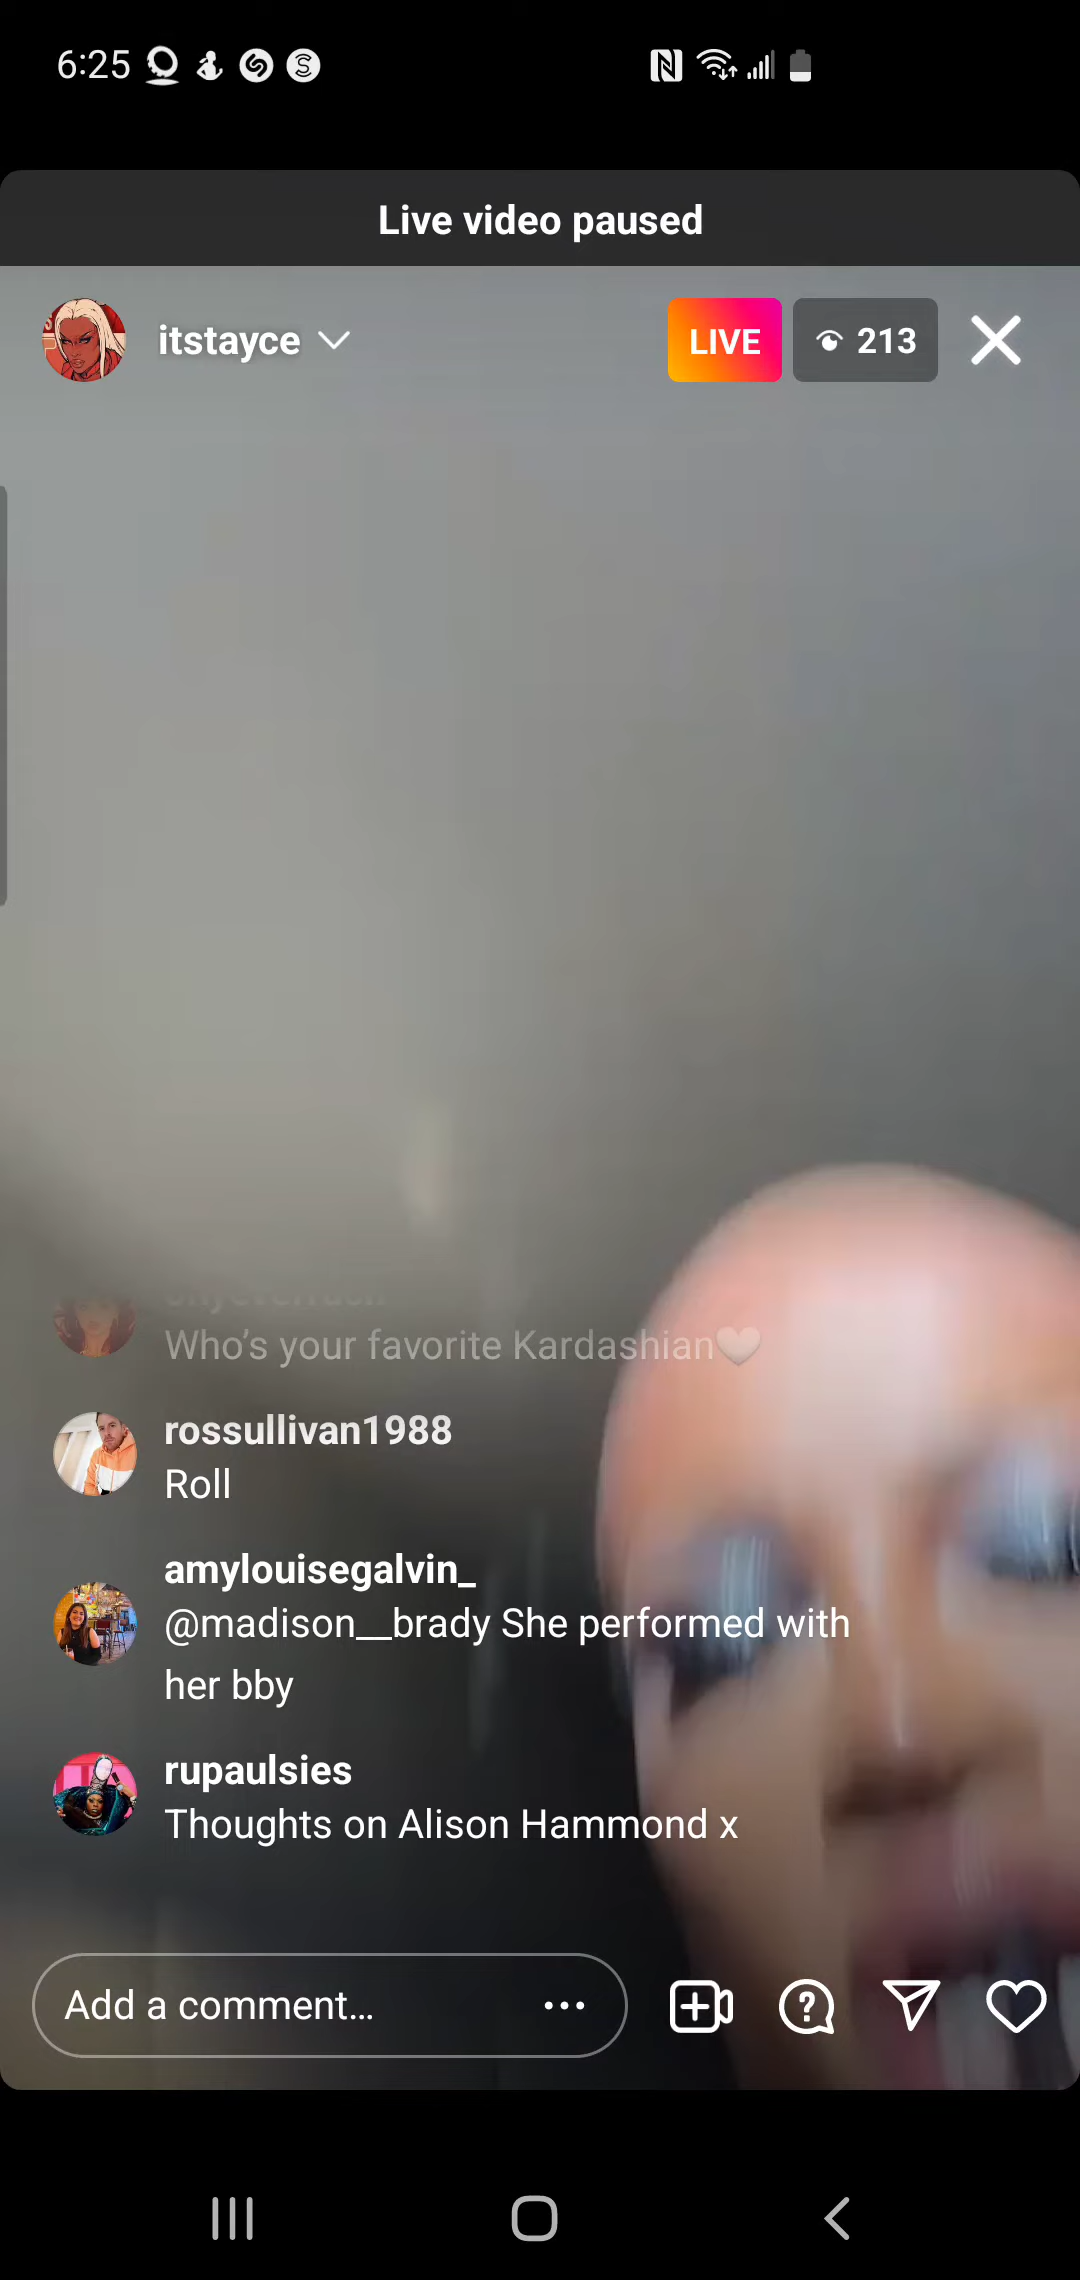 6:25
Live video paused
itstayce
LIVE
213
Who's your favorite Kardashian🤍
rossullivan1988
Roll
amylouisegalvin_
@madison__brady She performed with
her bby
rupaulsies
Thoughts on Alison Hammond x
Add a comment...